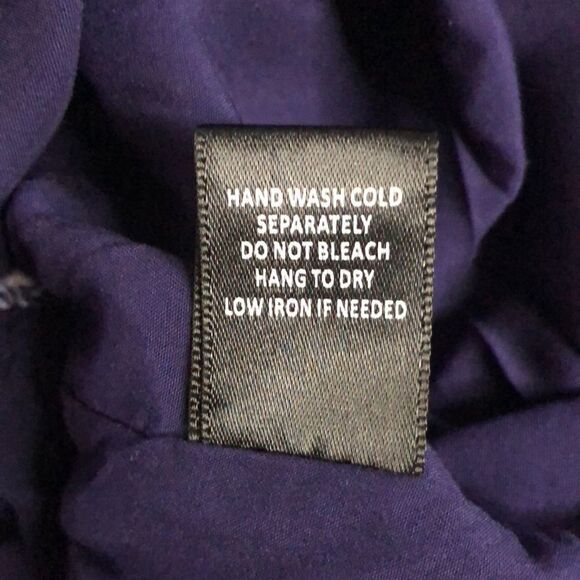 HAND WASH COLD
SEPARATELY
DO NOT BLEACH
HANG TO DRY
LOW IRON IF NEEDED